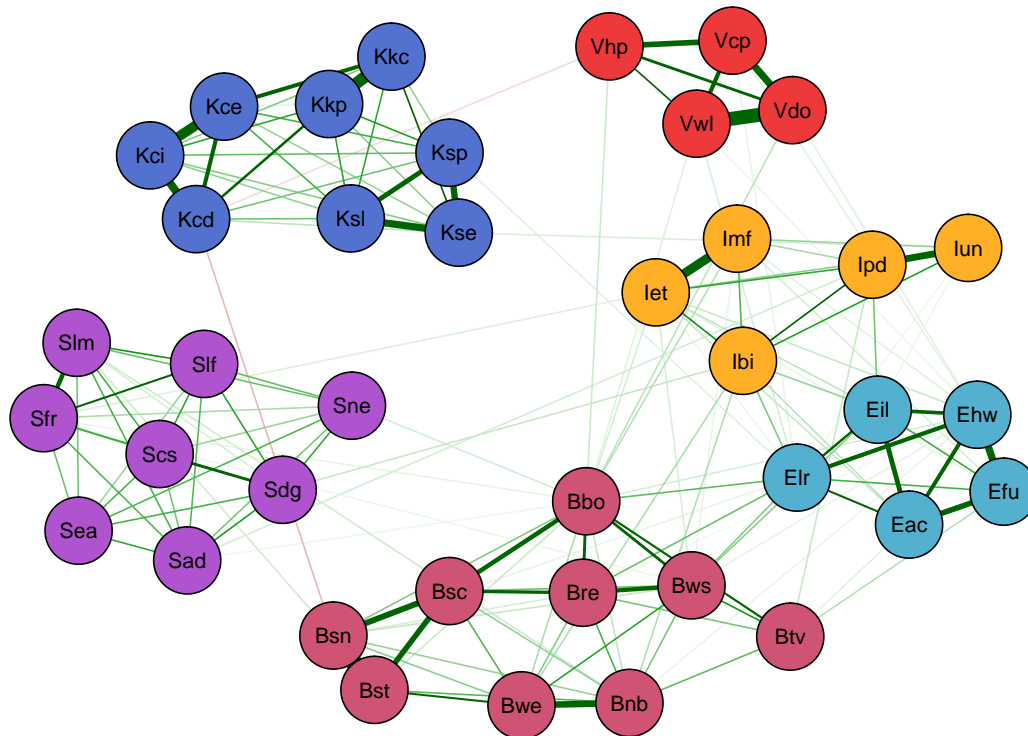 Kkc
Vhp
Vcp
Kce
Kkp
Vwl
Vdo
Kci
Ksp
Kcd
Ksl
Kse
Imf
Iun
Iet
Ipd
Ibi
Slm
Slf
Sfr
Sne
Eil
Ehw
Scs
Sdg
Elr
Efu
Sea
Sad
Bbo
Eac
Bsc
Bre
Bws
Bsn
Btv
Bst
Bwe
Bnb